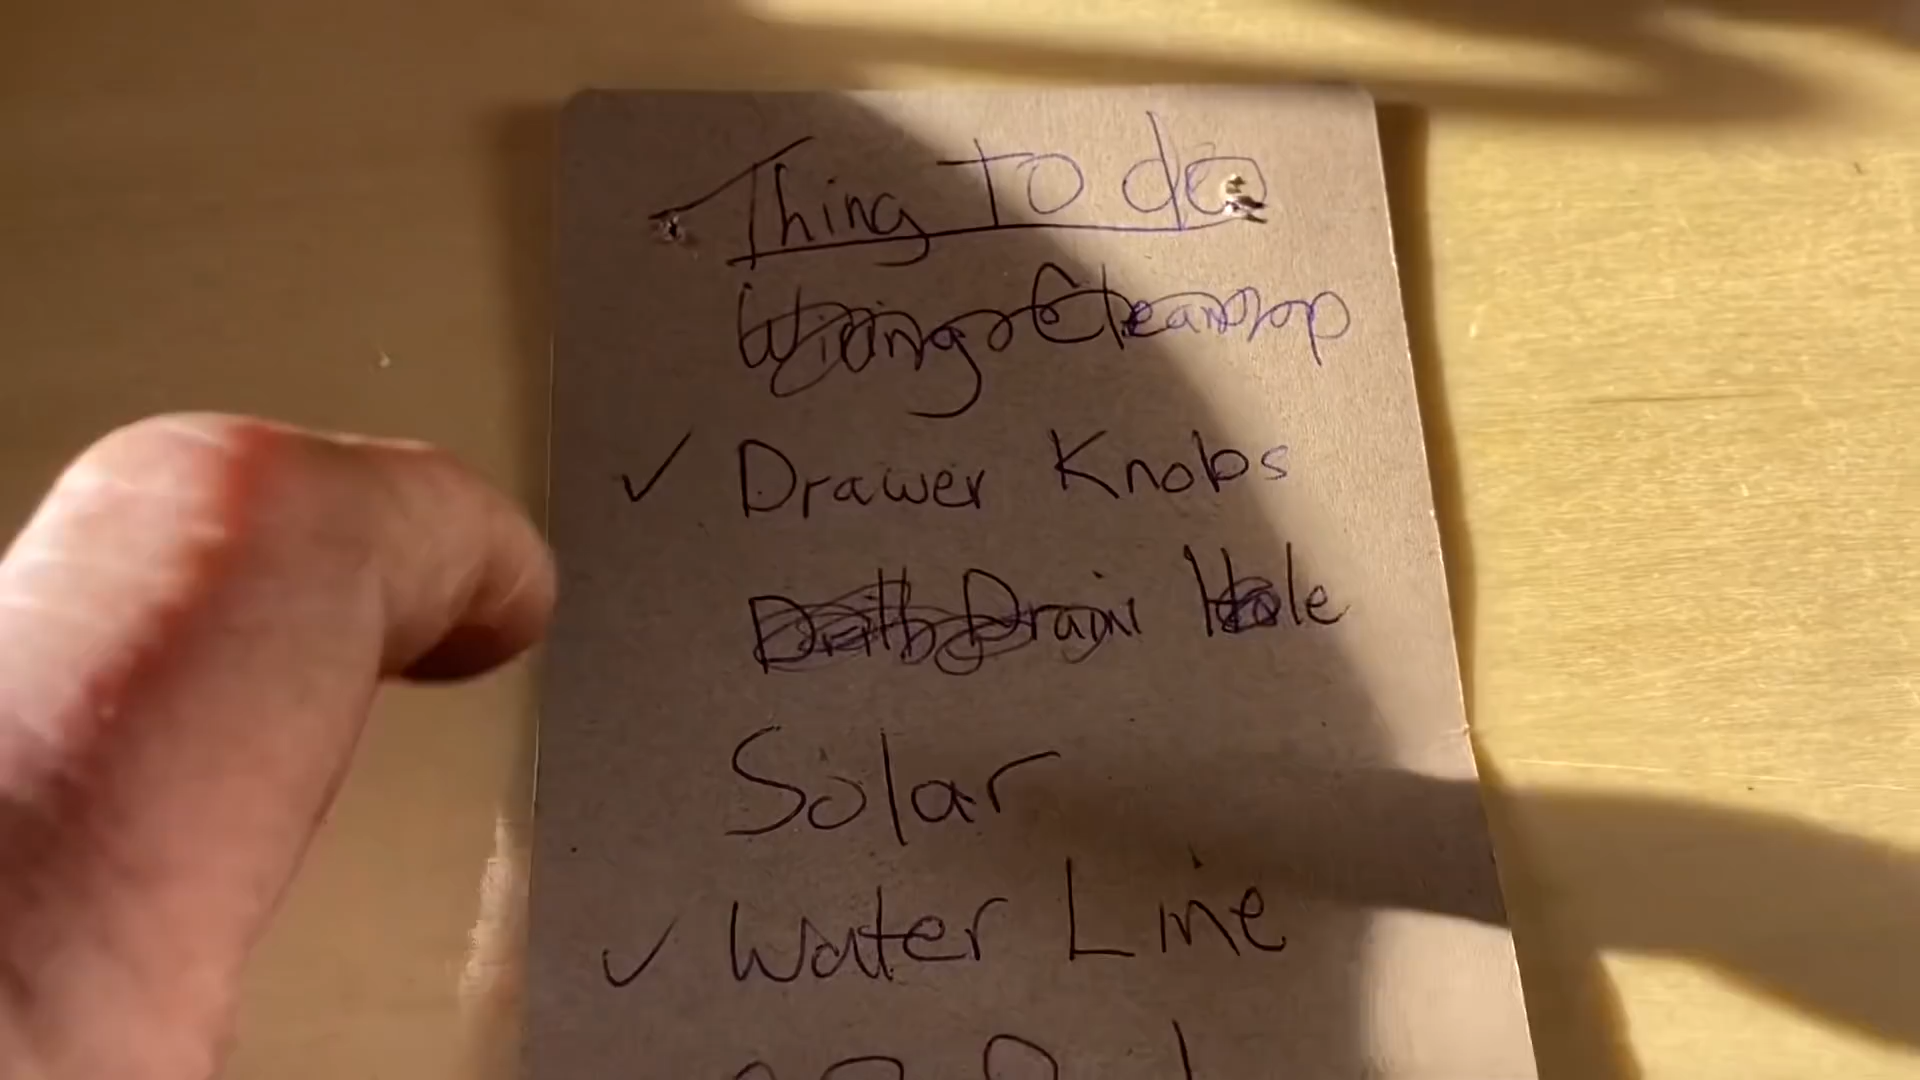 Thing To do
Wiring Cleanup
✓ Drawer Knobs
Drain Hole
Solar
✓ Water Line